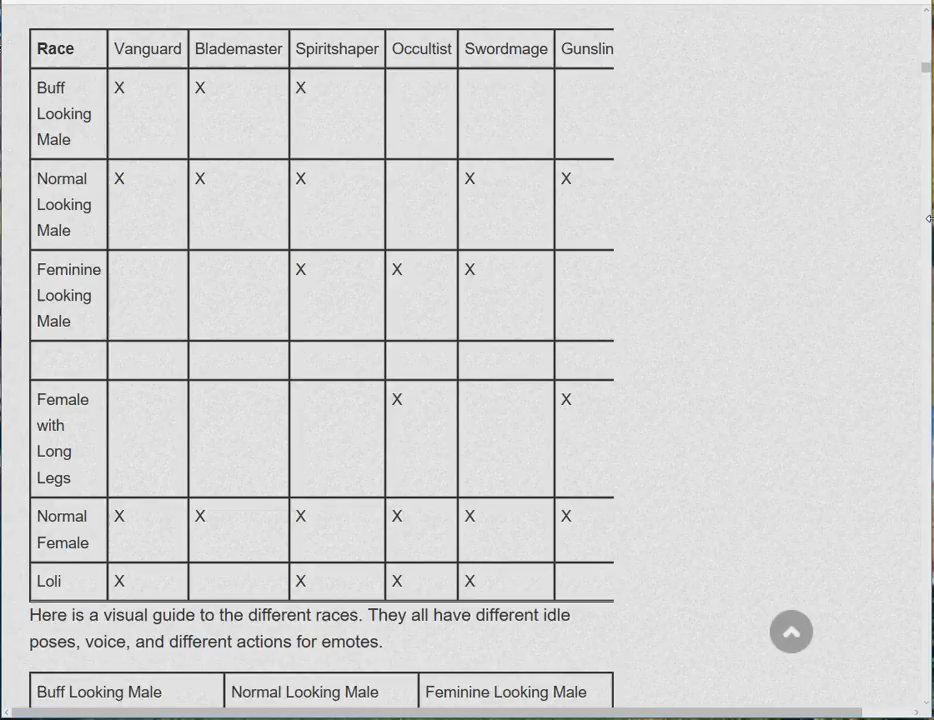 Race Vanguard Blademaster Spiritshaper Occultist Swordmage Gunslin
Buff X X X
Looking
Male
Normal X X X X X
Looking
Male
Feminine X X X
Looking
Male
Female X X
with
Long
Legs
Normal X X X X X X
Female
Loli X X X X
Here is a visual guide to the different races. They all have different idle
poses, voice, and different actions for emotes.
Buff Looking Male Normal Looking Male Feminine Looking Male